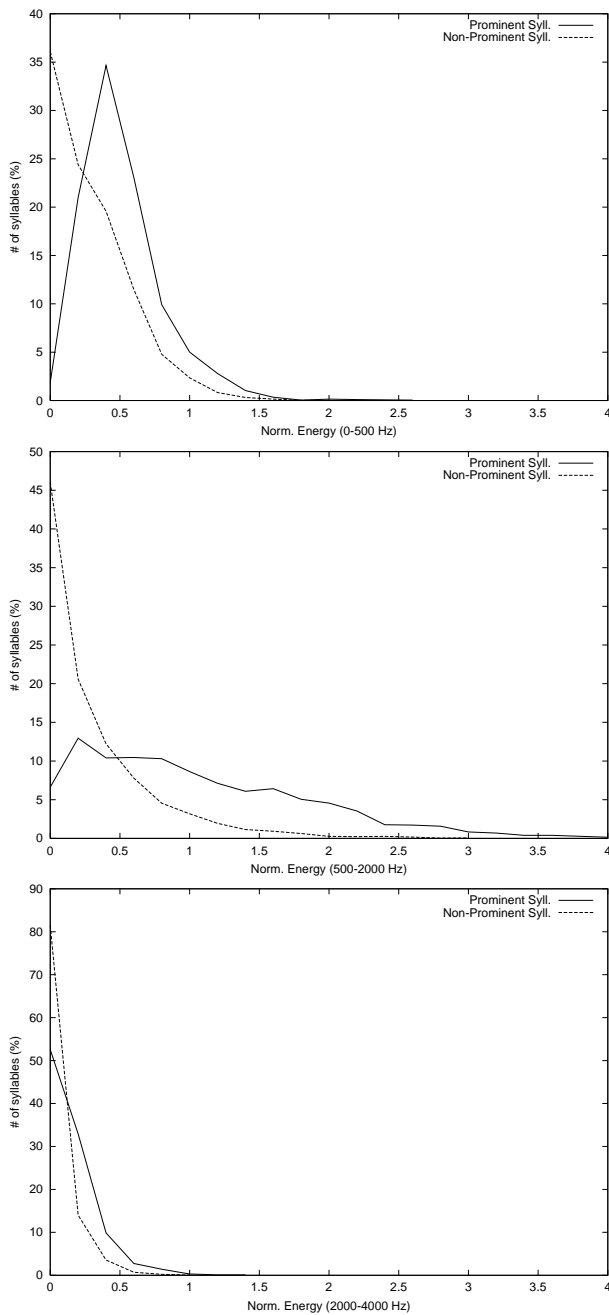 40
35
30
25
20
15
10
5
0
# of syllables (%)
Prominent Syll.
Non-Prominent Syll.
0 0.5 1 1.5 2 2.5 3 3.5 4
Norm. Energy (0-500 Hz)
50
45
40
35
30
25
20
15
10
5
0
# of syllables (%)
Prominent Syll.
Non-Prominent Syll.
0 0.5 1 1.5 2 2.5 3 3.5 4
Norm. Energy (500-2000 Hz)
90
80
70
60
50
40
30
20
10
0
# of syllables (%)
Prominent Syll.
Non-Prominent Syll.
0 0.5 1 1.5 2 2.5 3 3.5 4
Norm. Energy (2000-4000 Hz)